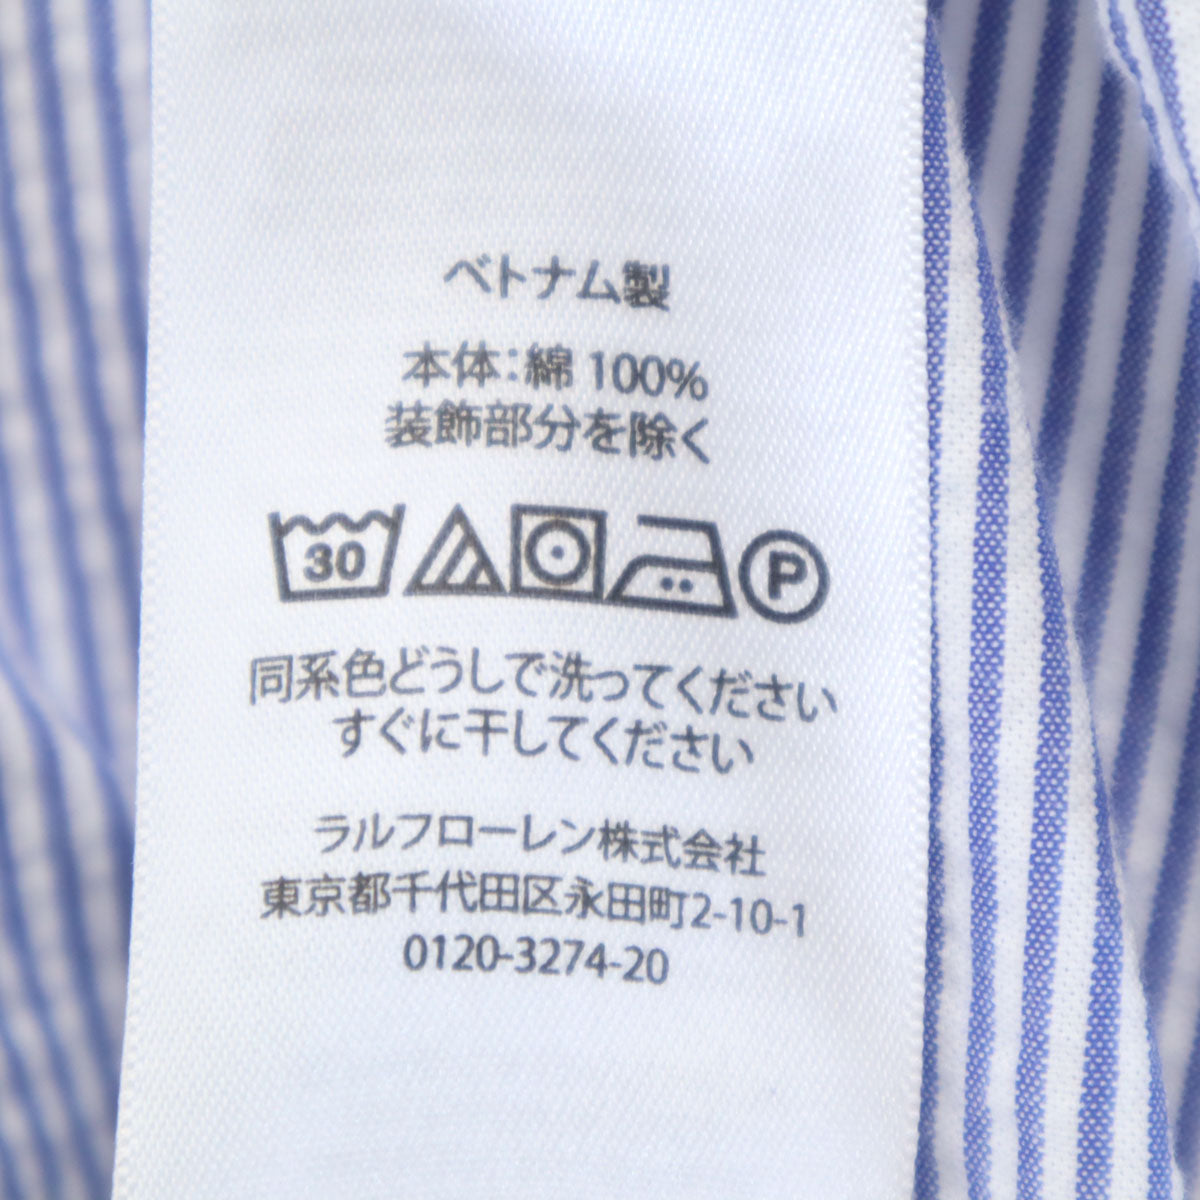 ベトナム製
本体：綿 100%
装飾部分を除く
30 P
同系色どうしで洗ってください
すぐに干してください
ラルフローレン株式会社
東京都千代田区永田町2-10-1
0120-3274-20